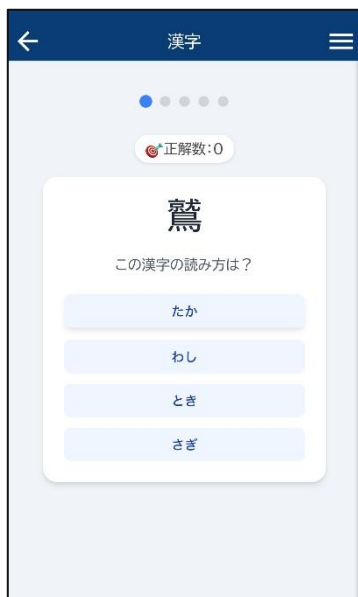 漢字
🎯正解数:0
鷲
この漢字の読み方は？
たか
わし
とき
さぎ